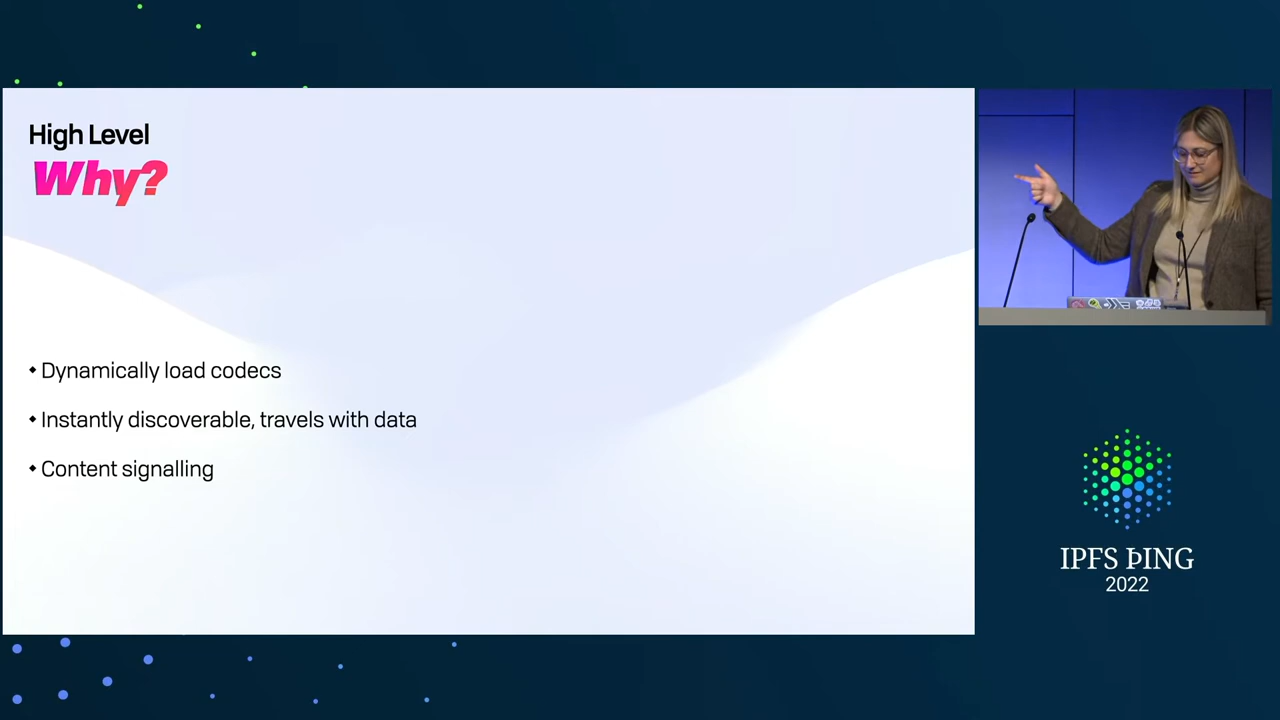 High Level
Why?
• Dynamically load codecs
• Instantly discoverable, travels with data
• Content signalling
IPFS ÞING
2022